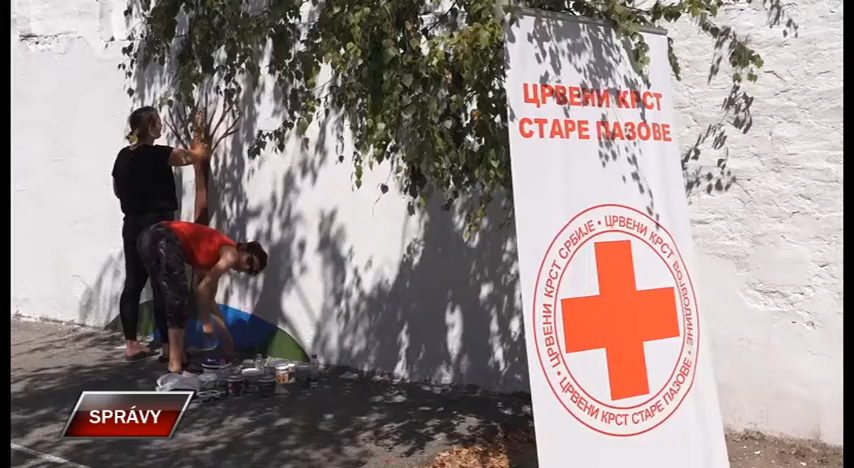 ЦРВЕНИ КРСТ
СТАРЕ ПАЗОВЕ
ЦРВЕНИ КРСТ СРБИЈЕ • ЦРВЕНИ КРСТ ВОЈВОДИНЕ • ЦРВЕНИ КРСТ СТАРЕ ПАЗОВЕ •
SPRÁVY